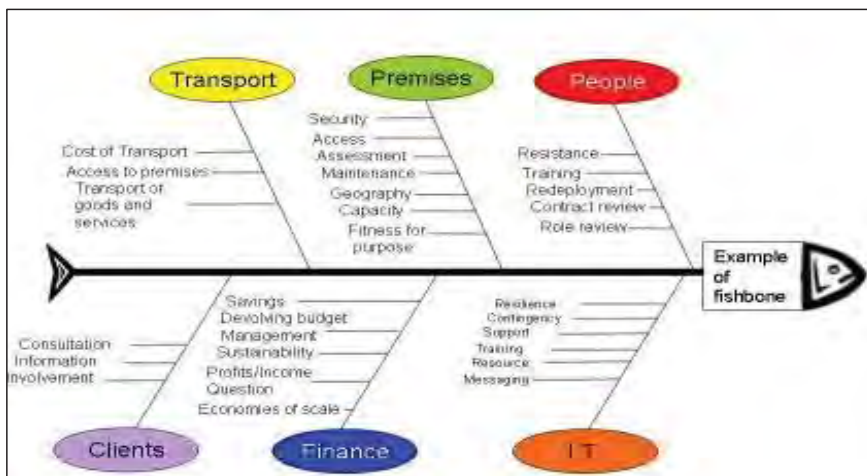 Transport
Premises
People
Cost of Transport
Access to premises
Transport of
goods and
services
Security
Access
Assessment
Maintenance
Geography
Capacity
Fitness for
purpose
Resistance
Training
Redeployment
Contract review
Role review
Example
of
fishbone
Consultation
Information
Involvement
Savings
Devolving budget
Management
Sustainability
Profits/Income
Question
Economies of scale
Resilience
Contingency
Support
Training
Resource
Messaging
Clients
Finance
I T